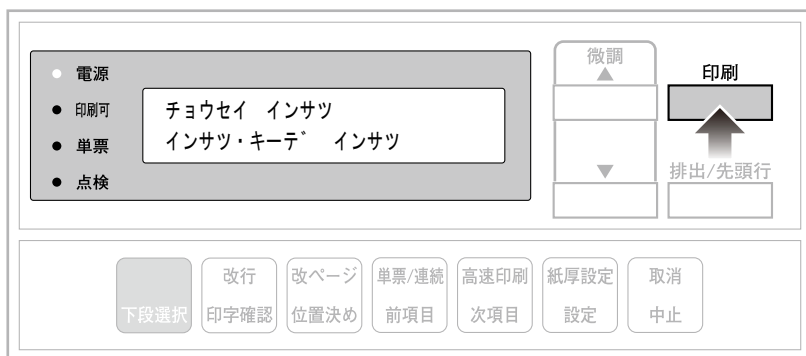 電源
印刷可
単票
点検
チョウセイ インサツ
インサツ・キーデ インサツ
微調
▲
▼
印刷
排出/先頭行
下段選択
改行
印字確認
改ページ
位置決め
単票/連続
前項目
高速印刷
次項目
紙厚設定
設定
取消
中止